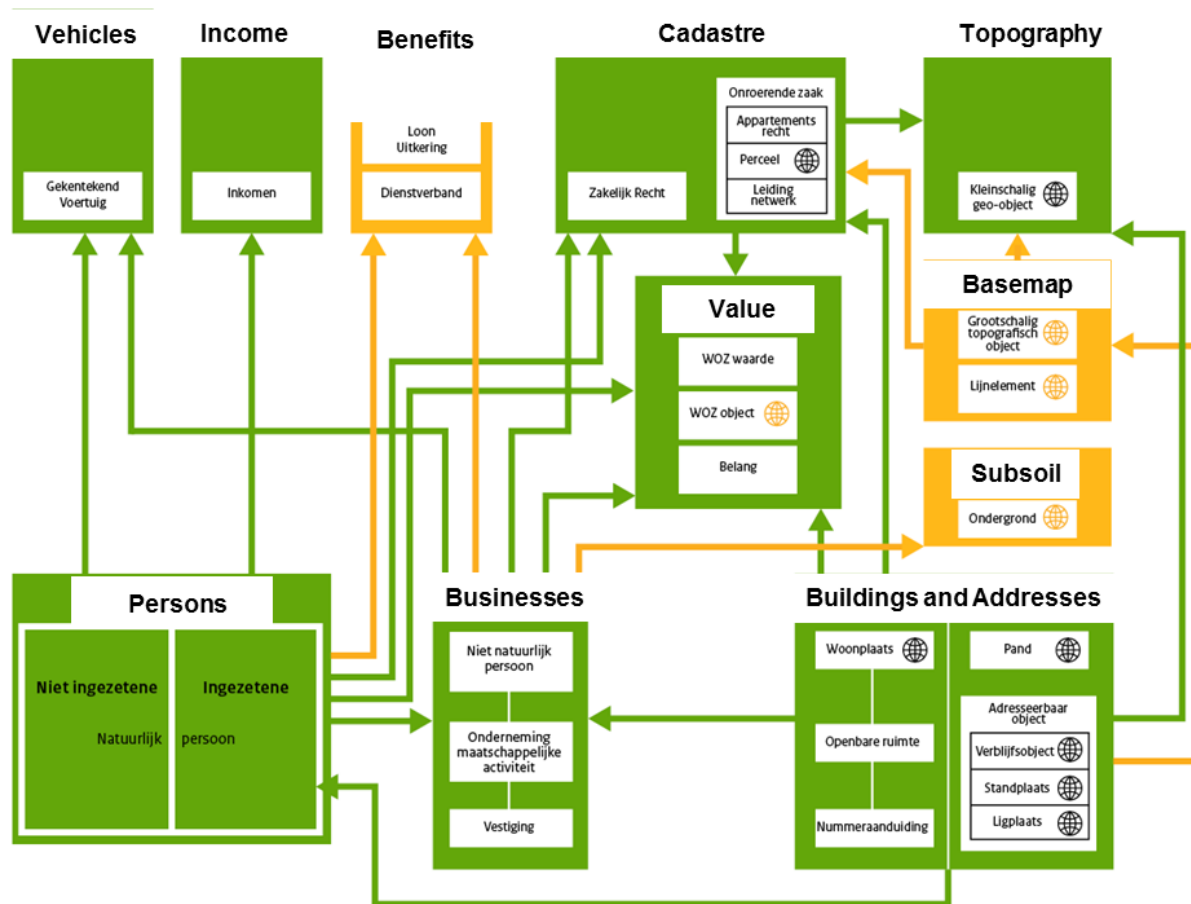 Vehicles
Income
Benefits
Cadastre
Topography
Gekentekend
Voertuig
Inkomen
Loon
Uitkering
Dienstverband
Zakelijk Recht
Onroerende zaak
Appartements
recht
Perceel
Leiding
netwerk
Kleinschalig
geo-object
Value
WOZ waarde
WOZ object
Belang
Basemap
Grootschalig
topografisch
object
Lijnelement
Subsoil
Ondergrond
Persons
Niet ingezetene
Ingezetene
Natuurlijk
persoon
Businesses
Niet natuurlijk
persoon
Onderneming
maatschappelijke
activiteit
Vestiging
Buildings and Addresses
Woonplaats
Openbare ruimte
Nummeraanduiding
Pand
Adresseerbaar
object
Verblijfsobject
Standplaats
Ligplaats